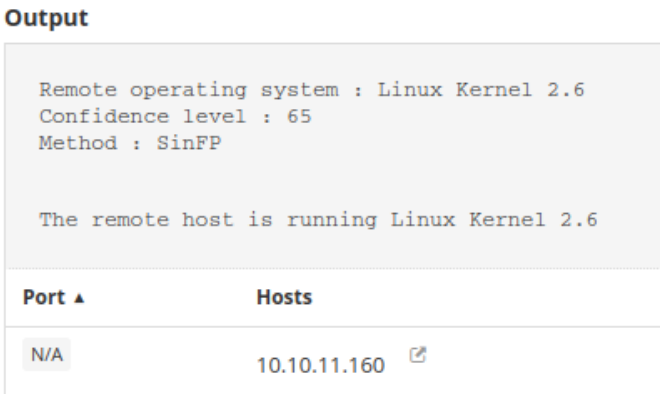 Output
Remote operating system : Linux Kernel 2.6
Confidence level : 65
Method : SinFP
The remote host is running Linux Kernel 2.6
Port ▲ Hosts
N/A 10.10.11.160